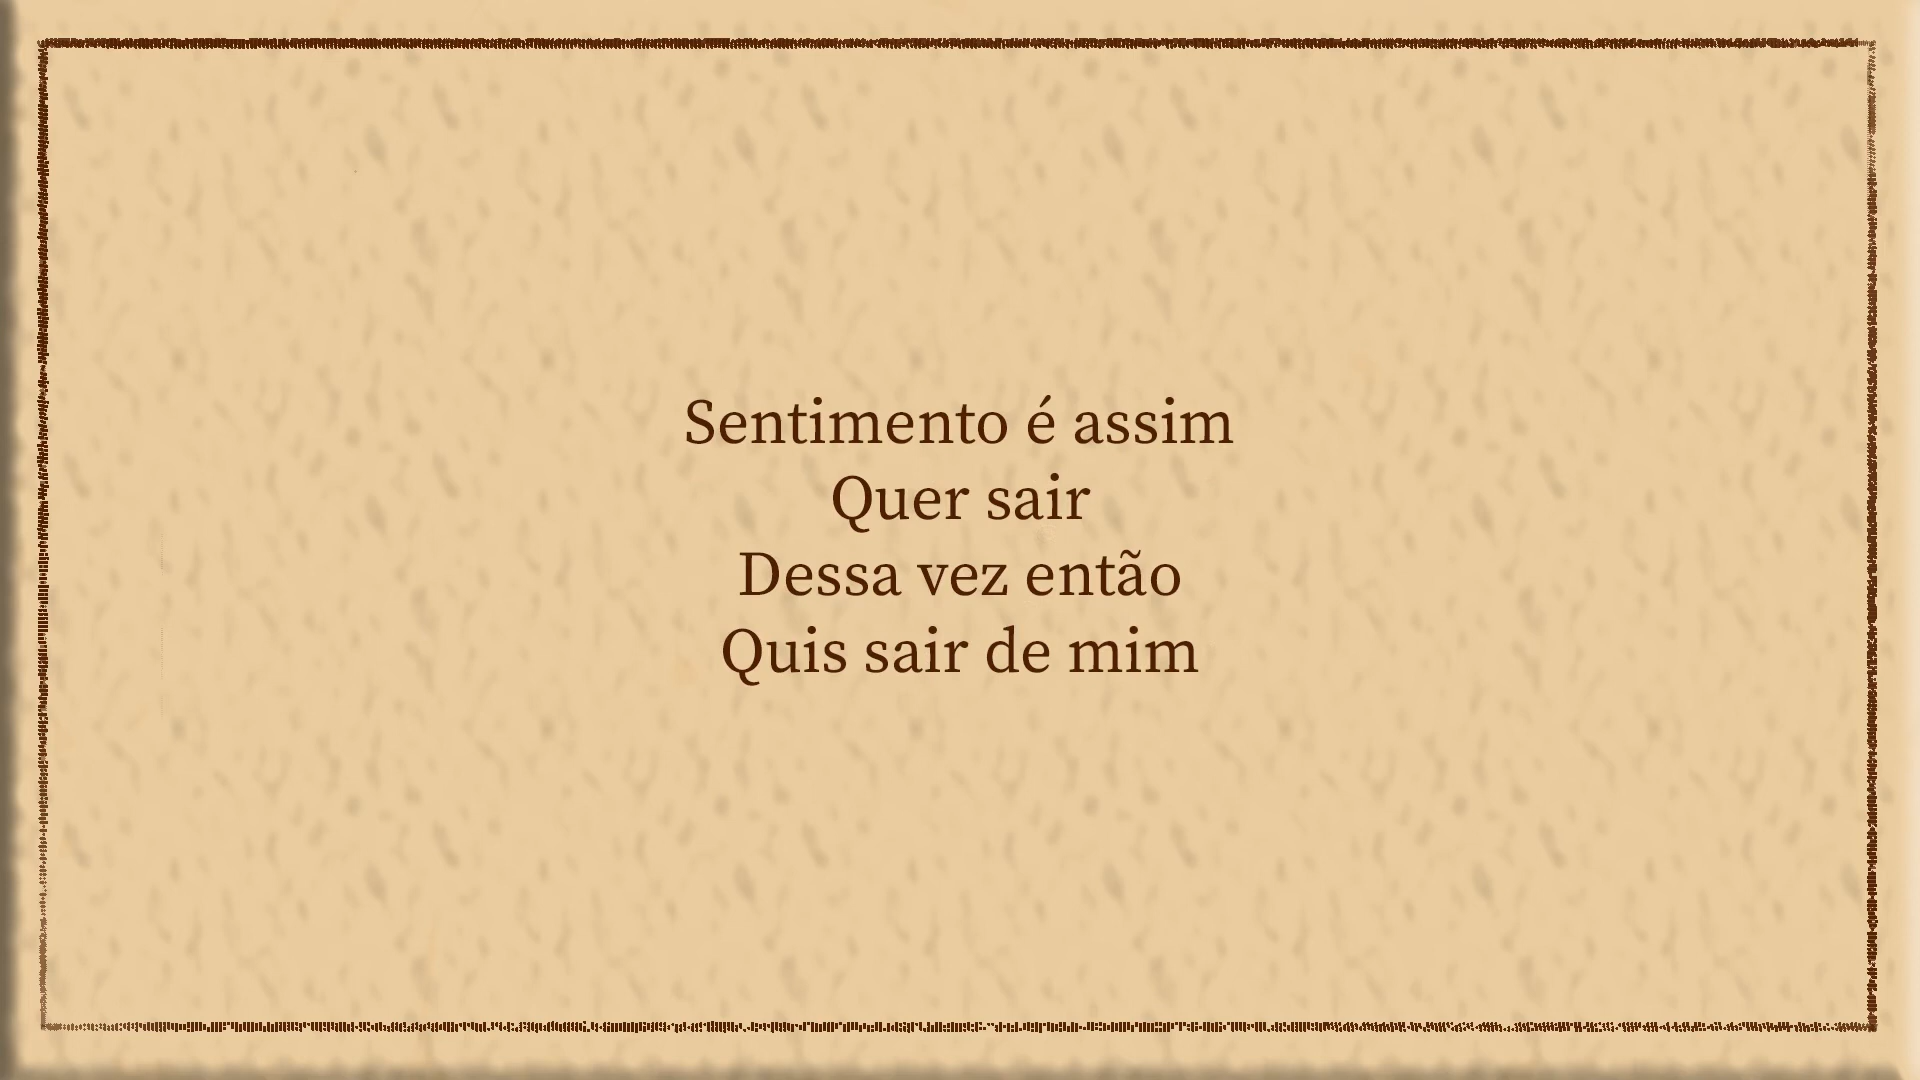 Sentimento é assim
Quer sair
Dessa vez então
Quis sair de mim